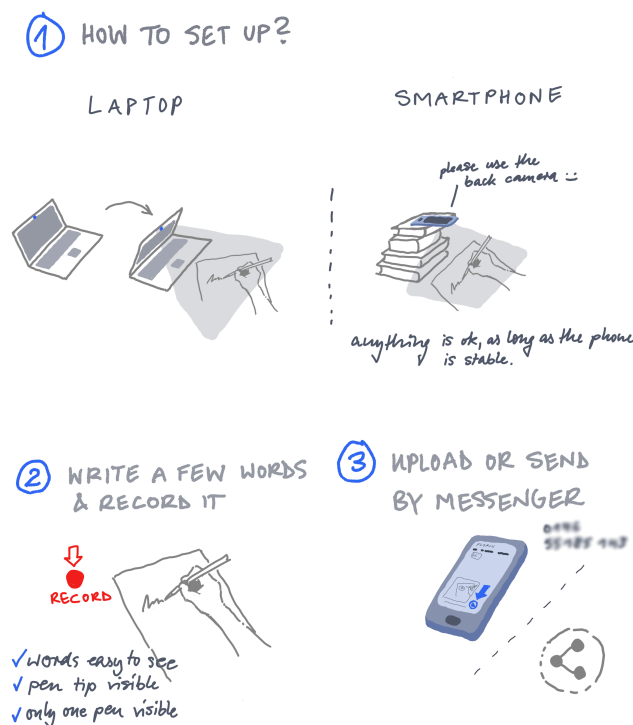 1 HOW TO SET UP?
LAPTOP
SMARTPHONE
please use the
back camera
anything is ok, as long as the phone
is stable.
2 WRITE A FEW WORDS
& RECORD IT
RECORD
✓ words easy to see
✓ pen tip visible
✓ only one pen visible
3 UPLOAD OR SEND
BY MESSENGER